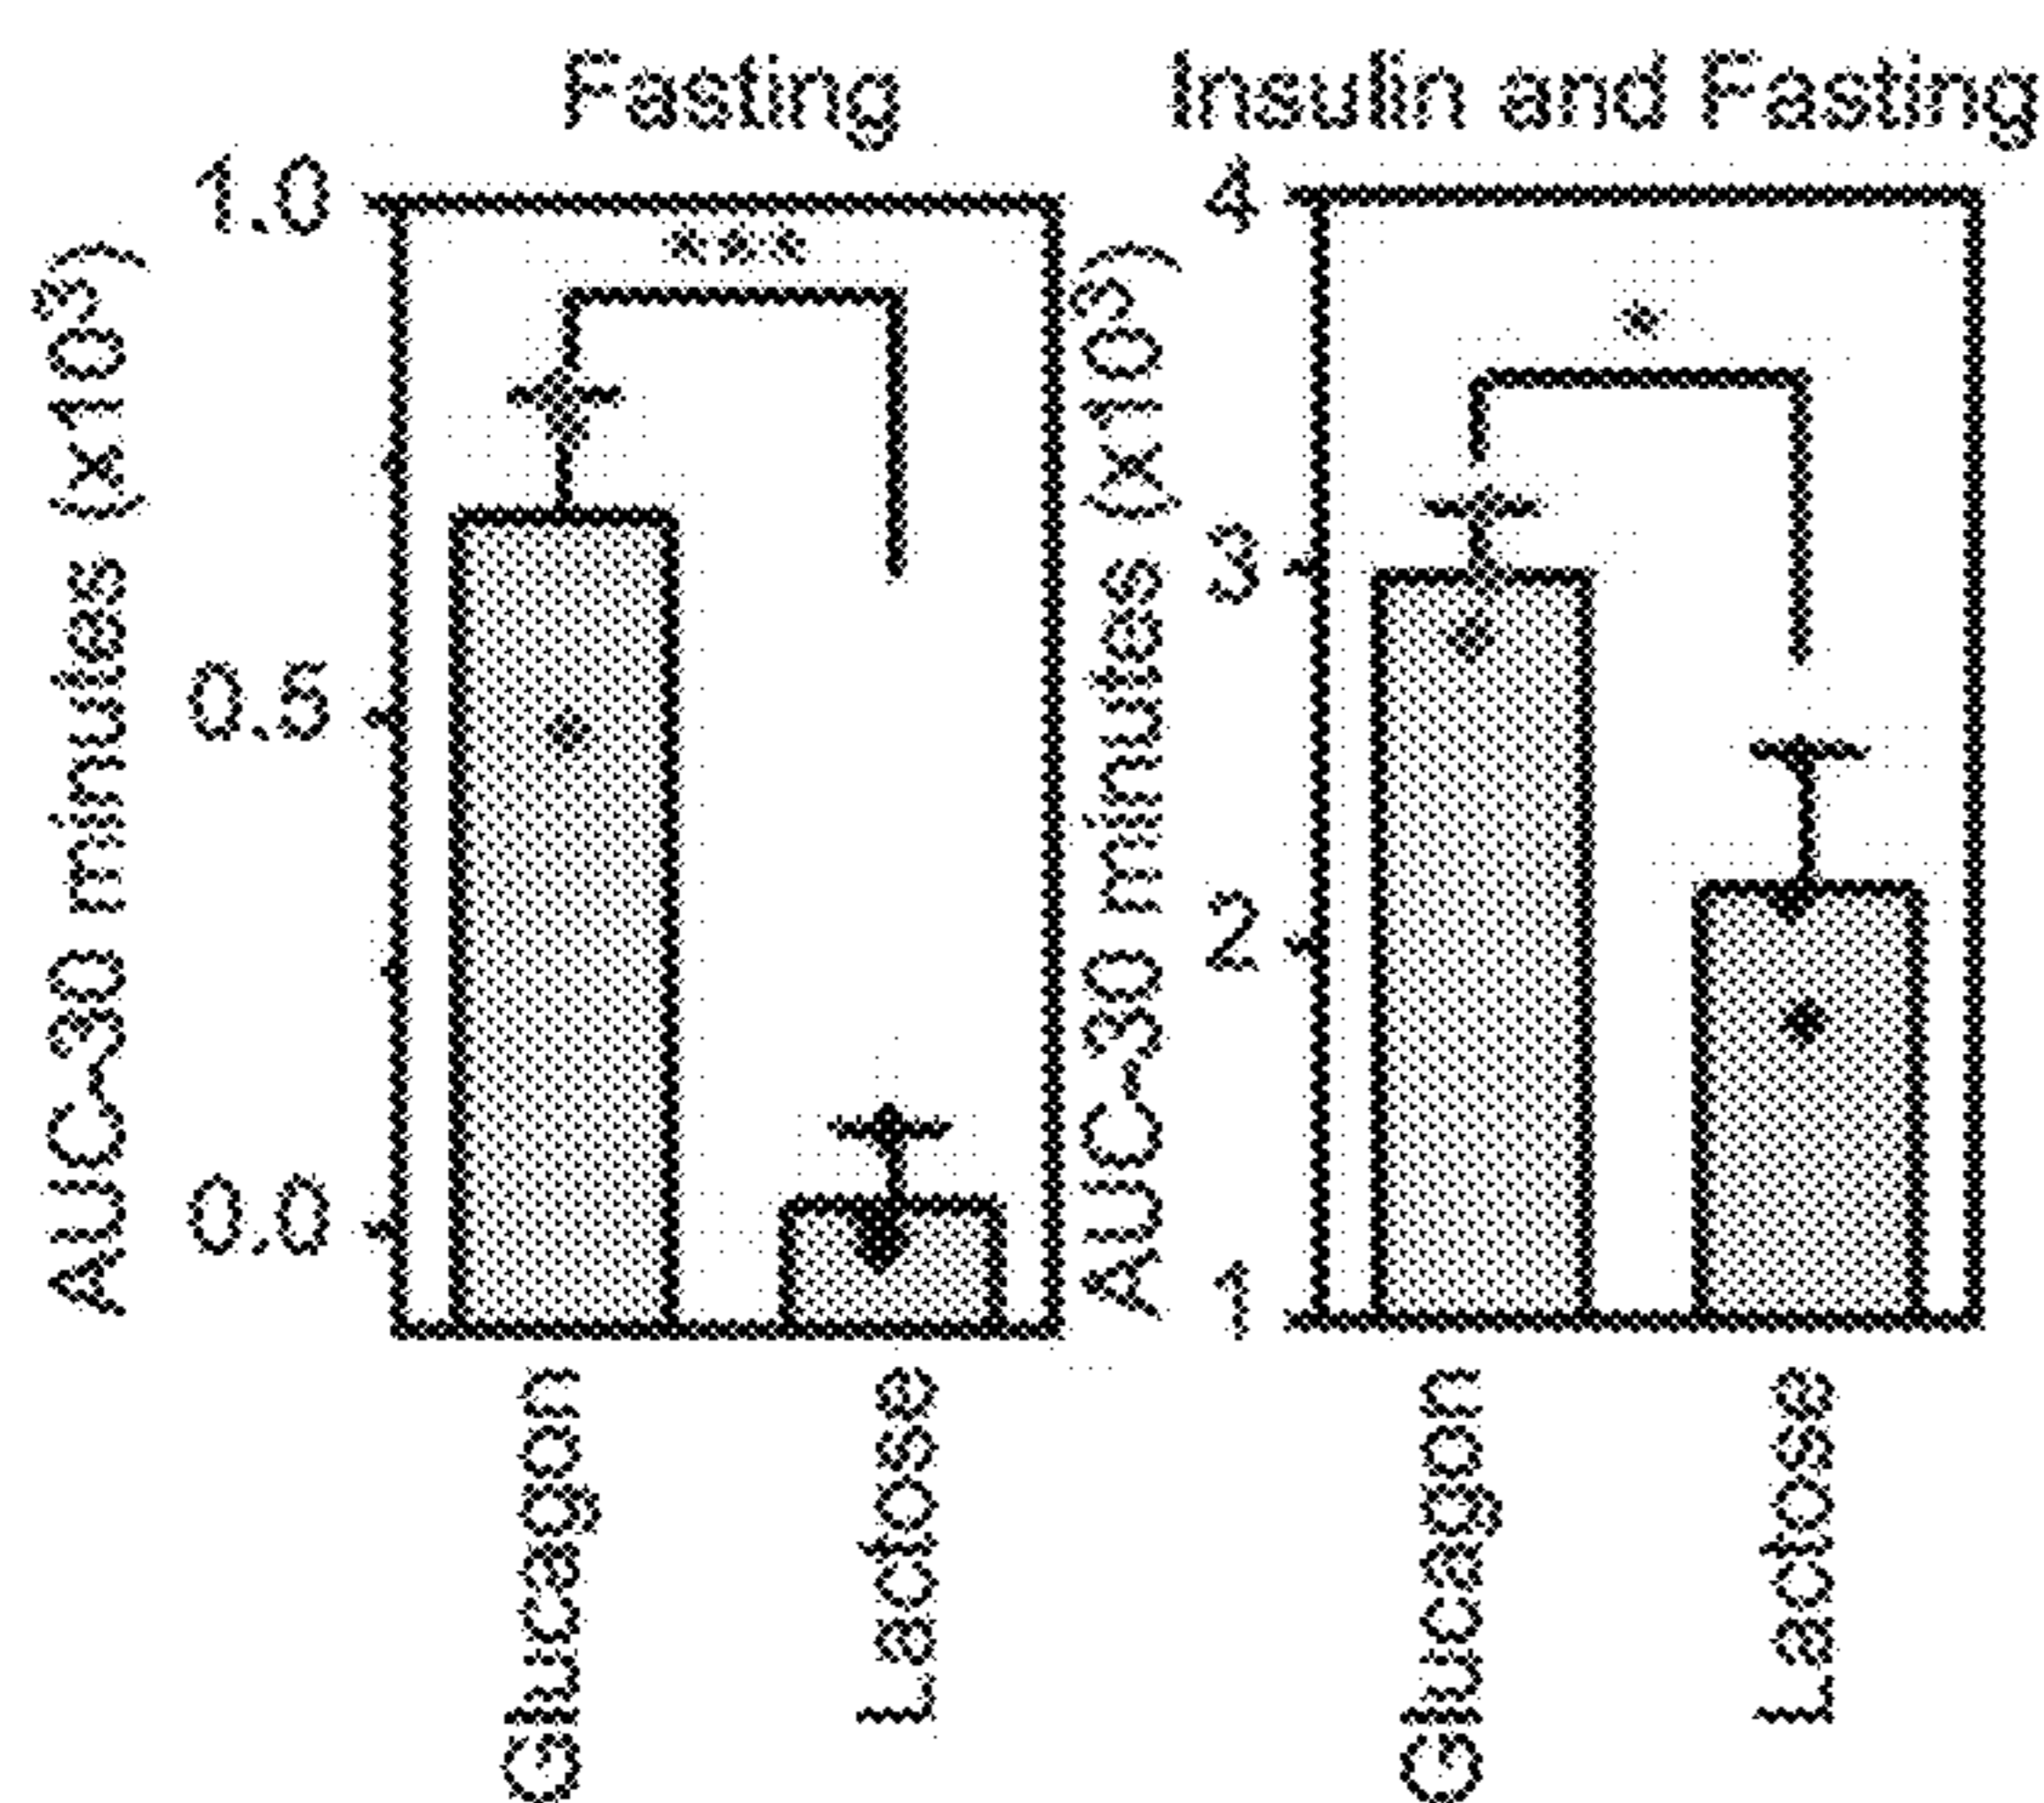 Fasting
Insulin and Fasting
AUC-30 minutes (x10³)
1.0
0.5
0.0
***
Glucagon
Lactose
AUC-30 minutes (x10³)
4
3
2
1
*
Glucagon
Lactose